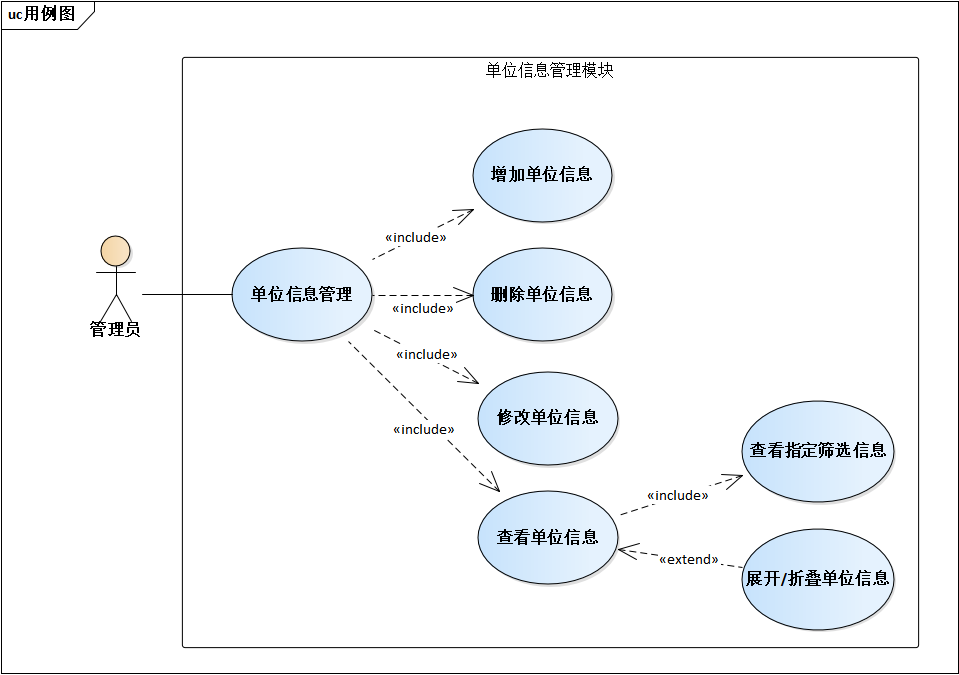 uc用例图
单位信息管理模块
增加单位信息
«include»
管理员
单位信息管理
删除单位信息
«include»
«include»
修改单位信息
«include»
查看指定筛选信息
«include»
查看单位信息
«extend»
展开/折叠单位信息